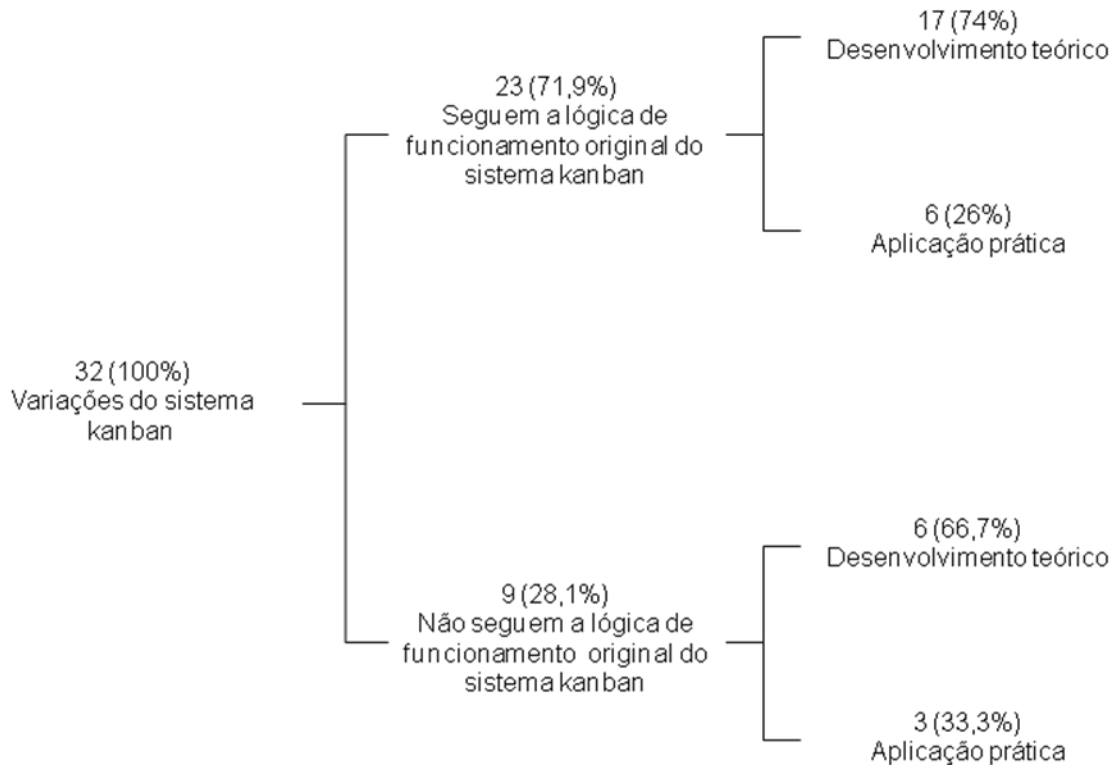 32 (100%)
Variações do sistema
kanban
23 (71,9%)
Seguem a lógica de
funcionamento original do
sistema kanban
17 (74%)
Desenvolvimento teórico
6 (26%)
Aplicação prática
9 (28,1%)
Não seguem a lógica de
funcionamento original do
sistema kanban
6 (66,7%)
Desenvolvimento teórico
3 (33,3%)
Aplicação prática